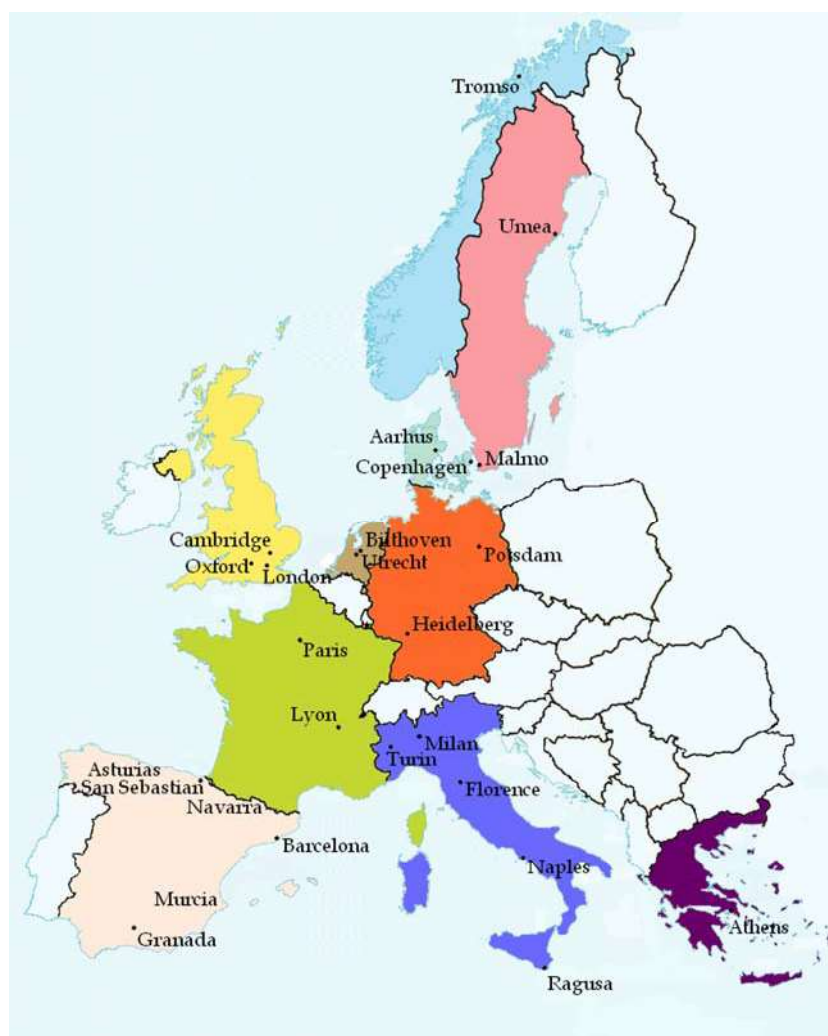 Tromso
Umea
Aarhus
Copenhagen
Malmo
Cambridge
Oxford
London
Bilthoven
Utrecht
Potsdam
Heidelberg
Paris
Lyon
Milan
Turin
Florence
Asturias
San Sebastian
Navarra
Barcelona
Naples
Murcia
Granada
Athens
Ragusa